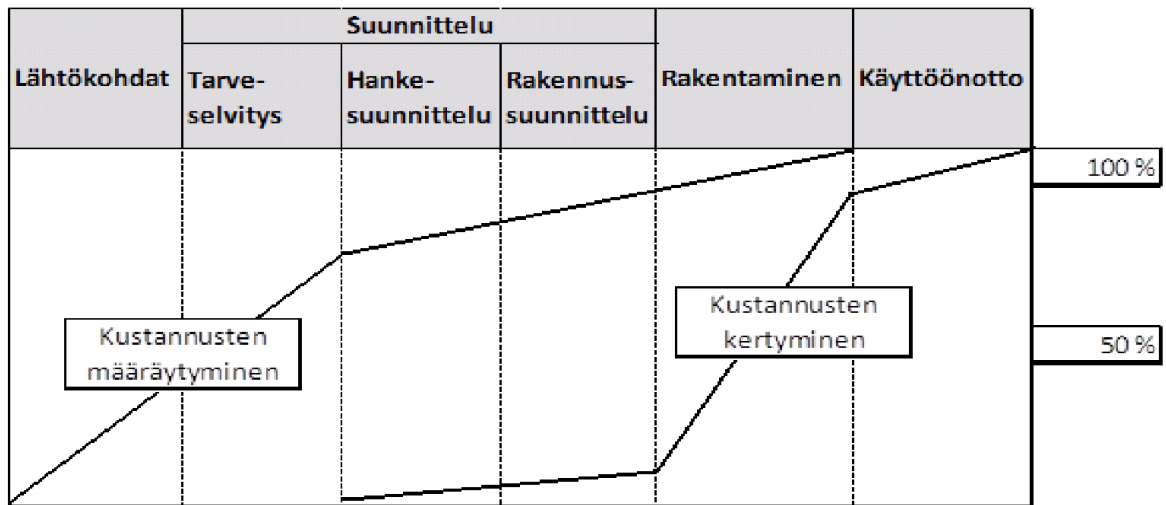 Suunnittelu
Lähtökohdat
Tarve-
selvitys
Hanke-
suunnittelu
Rakennus-
suunnittelu
Rakentaminen
Käyttöönotto
100 %
Kustannusten
määräytyminen
Kustannusten
kertyminen
50 %